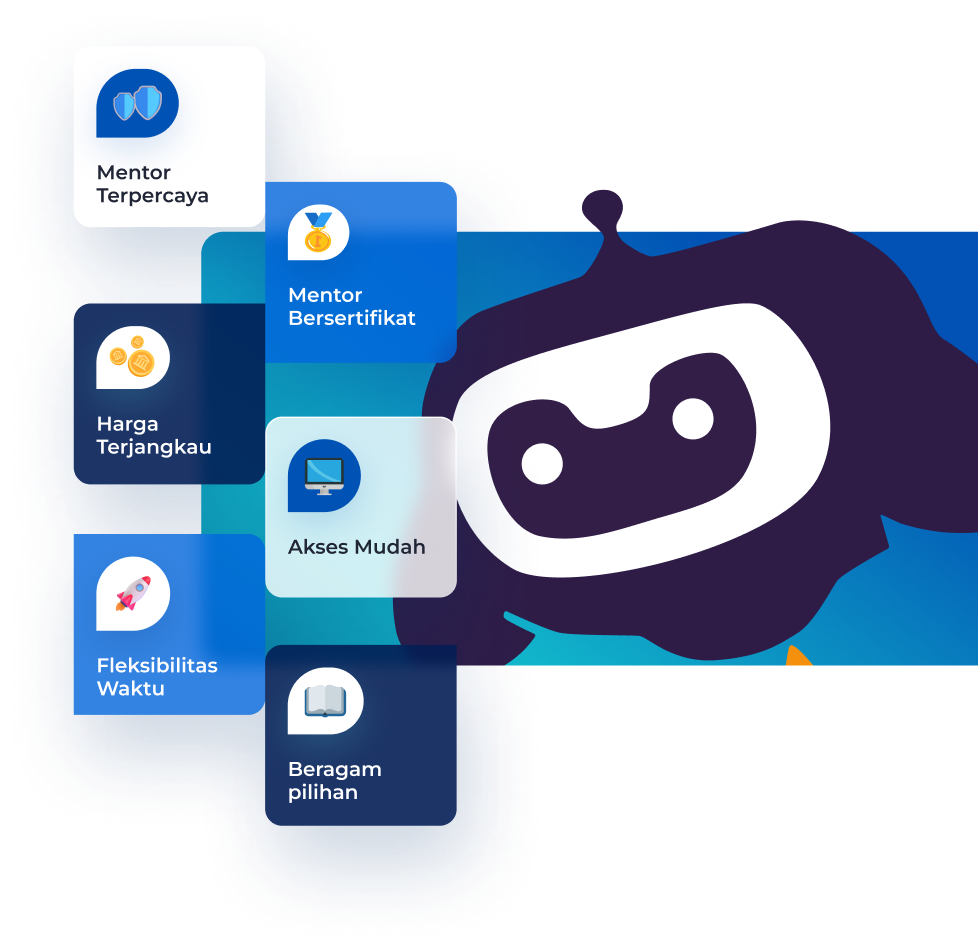 Mentor
Terpercaya
Mentor
Bersertifikat
Harga
Terjangkau
Akses Mudah
Fleksibilitas
Waktu
Beragam
pilihan